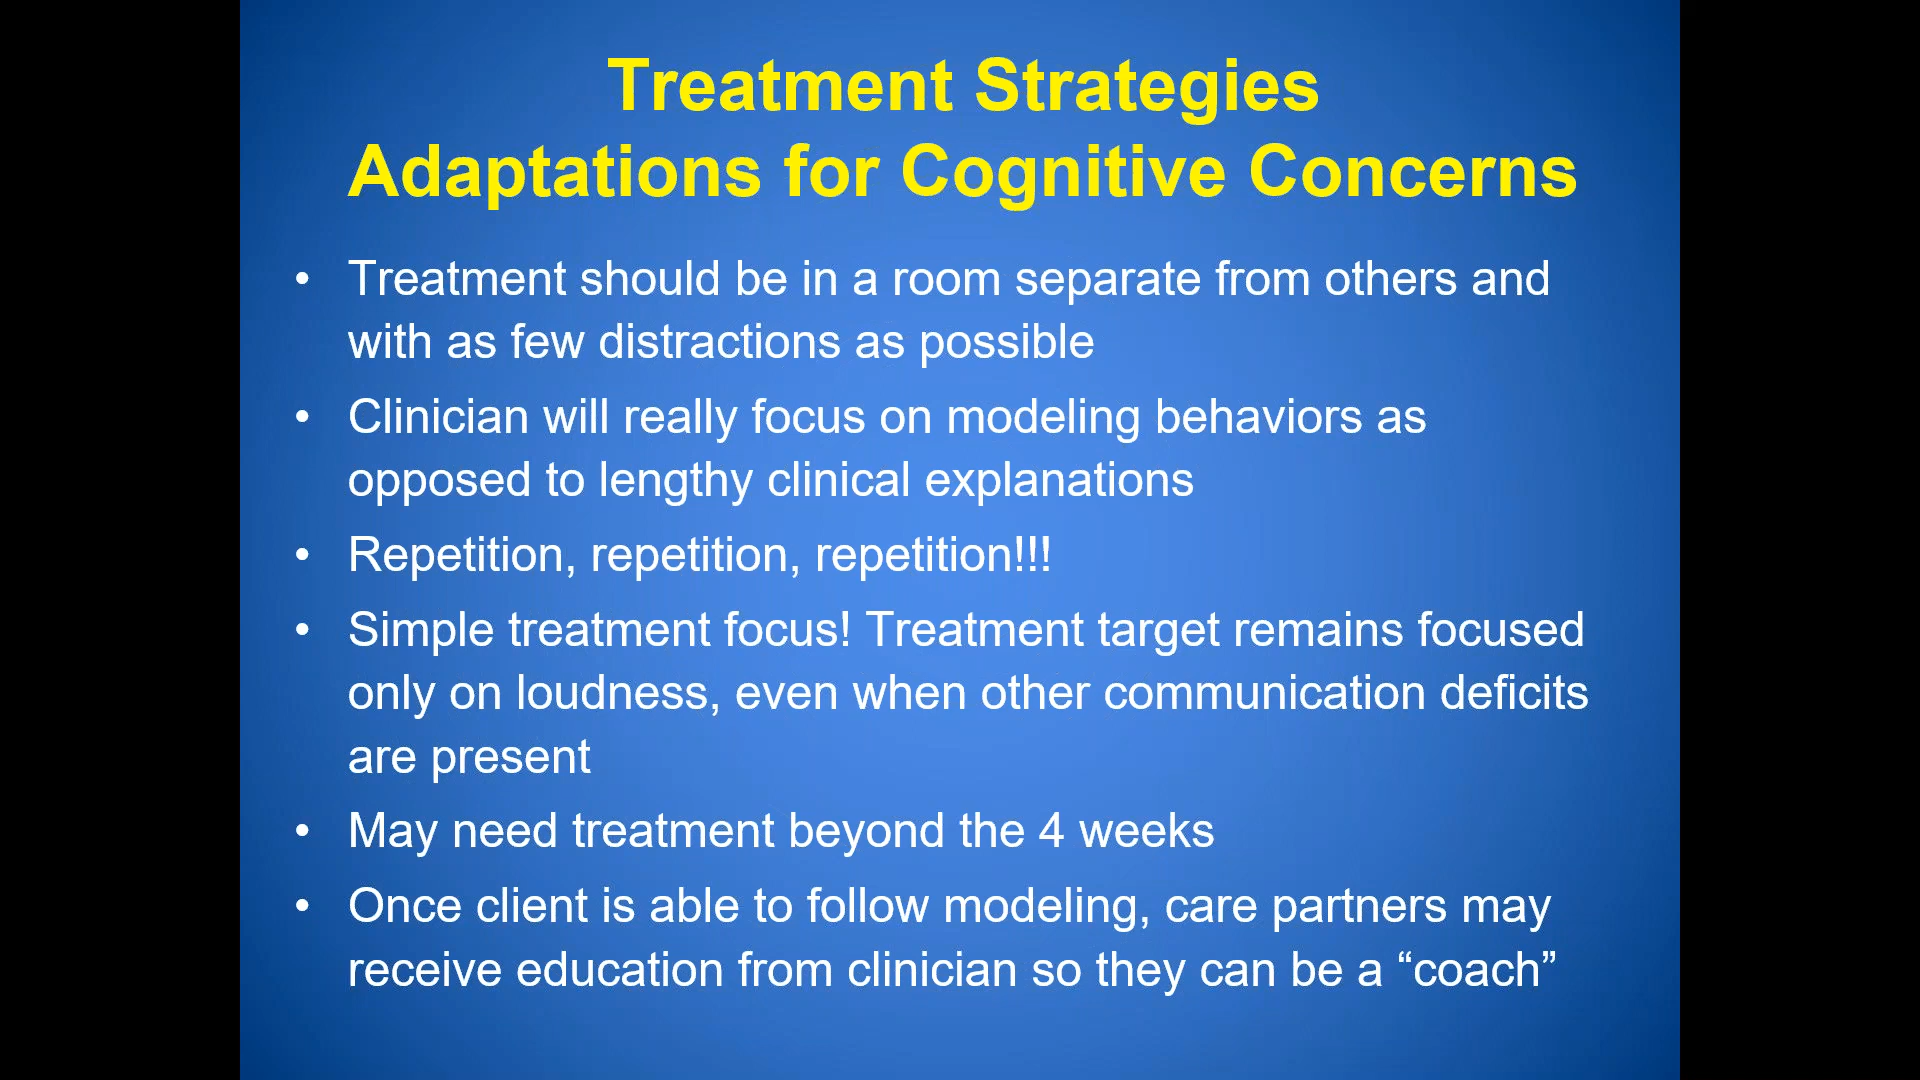 Treatment Strategies
Adaptations for Cognitive Concerns
• Treatment should be in a room separate from others and
with as few distractions as possible
• Clinician will really focus on modeling behaviors as
opposed to lengthy clinical explanations
• Repetition, repetition, repetition!!!
• Simple treatment focus! Treatment target remains focused
only on loudness, even when other communication deficits
are present
• May need treatment beyond the 4 weeks
• Once client is able to follow modeling, care partners may
receive education from clinician so they can be a “coach”